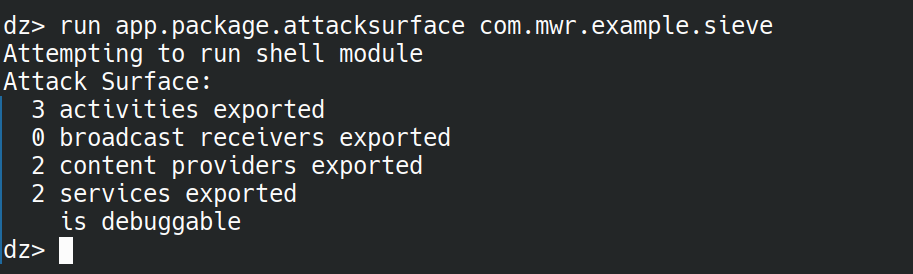 dz> run app.package.attacksurface com.mwr.example.sieve
Attempting to run shell module
Attack Surface:
  3 activities exported
  0 broadcast receivers exported
  2 content providers exported
  2 services exported
    is debuggable
dz>